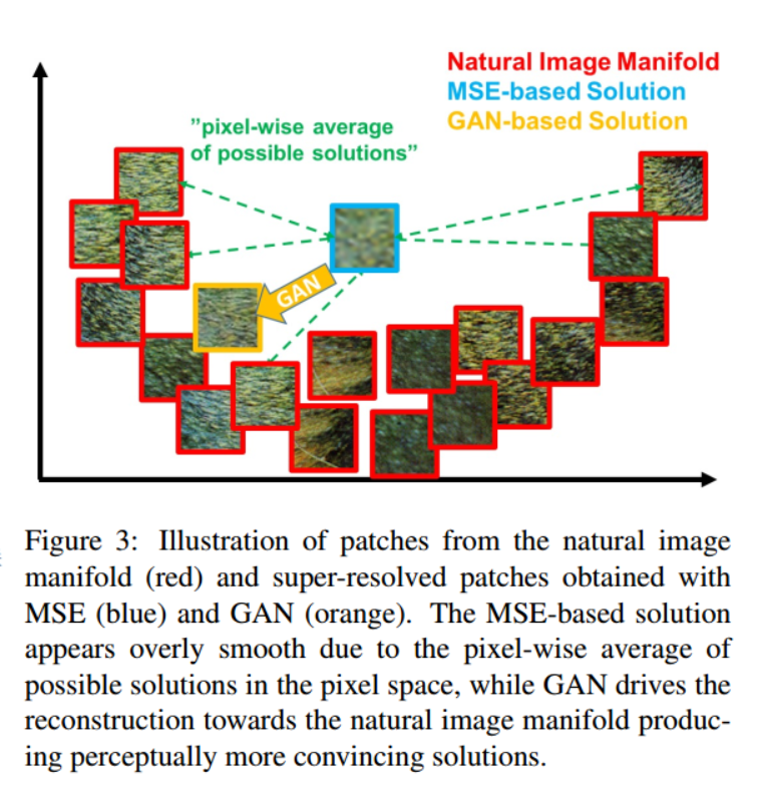 Natural Image Manifold
MSE-based Solution
GAN-based Solution
"pixel-wise average
of possible solutions"
GAN
Figure 3: Illustration of patches from the natural image
manifold (red) and super-resolved patches obtained with
MSE (blue) and GAN (orange). The MSE-based solution
appears overly smooth due to the pixel-wise average of
possible solutions in the pixel space, while GAN drives the
reconstruction towards the natural image manifold produc-
ing perceptually more convincing solutions.